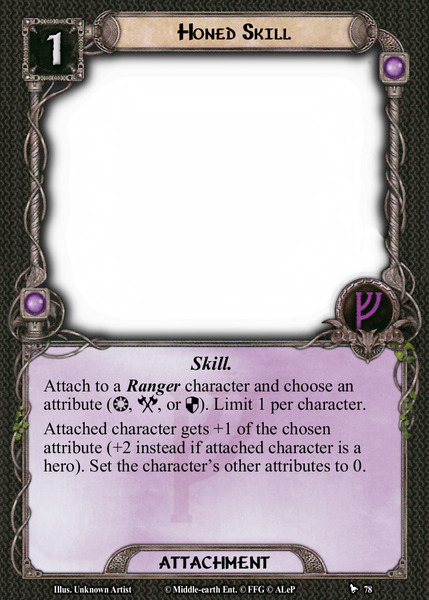 1
Honed Skill
Skill.
Attach to a Ranger character and choose an
attribute ( , , or ). Limit 1 per character.
Attached character gets +1 of the chosen
attribute (+2 instead if attached character is a
hero). Set the character’s other attributes to 0.
ATTACHMENT
Illus. Unknown Artist © Middle-earth Ent. © FFG © ALeP 78